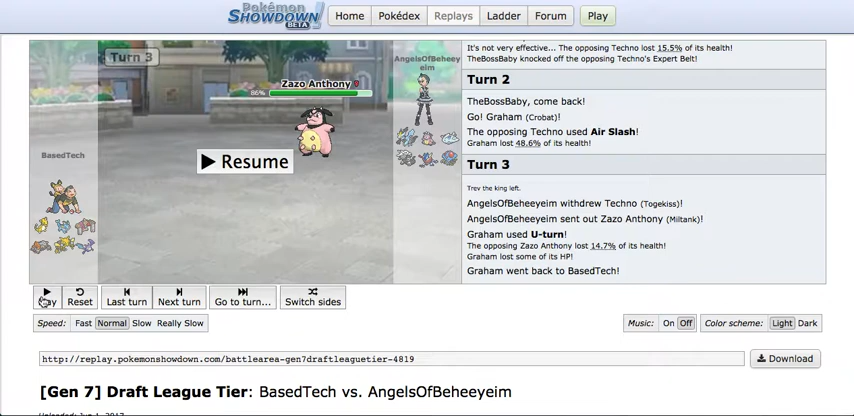 Pokémon
SHOWDOWN!
BETA
Home
Pokédex
Replays
Ladder
Forum
Play
Turn 3
AngelsOfBeheey
eim
Zazo Anthony
86%
BasedTech
Resume
It's not very effective... The opposing Techno lost 15.5% of its health!
TheBossBaby knocked off the opposing Techno's Expert Belt!
Turn 2
TheBossBaby, come back!
Go! Graham (Crobat)!
The opposing Techno used Air Slash!
Graham lost 48.6% of its health!
Turn 3
Trev the king left.
AngelsOfBeheeyeim withdrew Techno (Togekiss)!
AngelsOfBeheeyeim sent out Zazo Anthony (Miltank)!
Graham used U-turn!
The opposing Zazo Anthony lost 14.7% of its health!
Graham lost some of its HP!
Graham went back to BasedTech!
Play
Reset
Last turn
Next turn
Go to turn...
Switch sides
Speed: Fast Normal Slow Really Slow
Music: On Off
Color scheme: Light Dark
http://replay.pokemonshowdown.com/battlearea-gen7draftleaguetier-4819
Download
[Gen 7] Draft League Tier: BasedTech vs. AngelsOfBeheeyeim